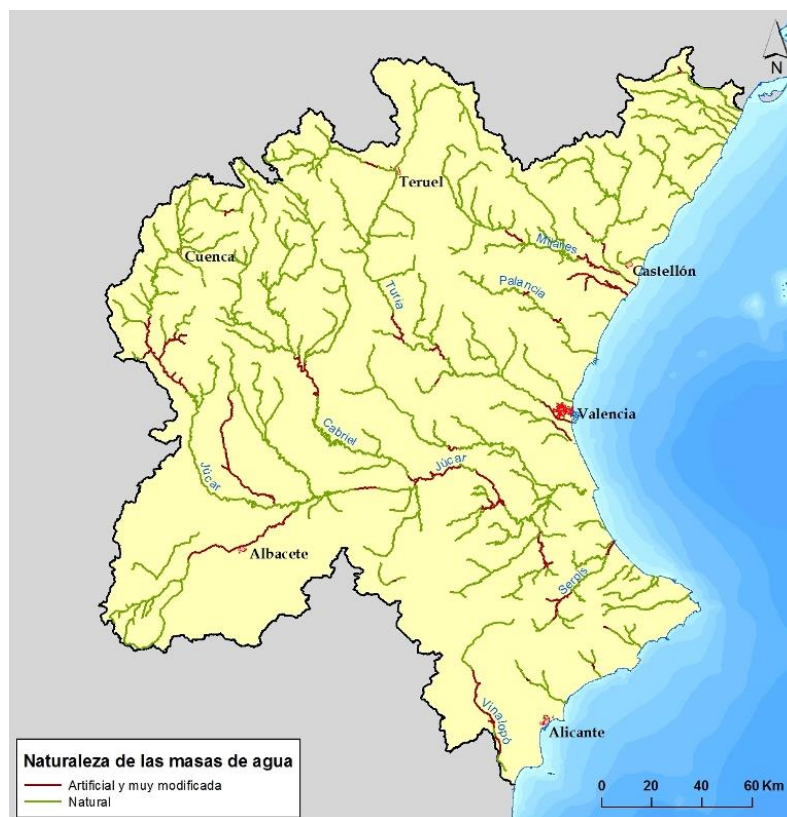 N
Teruel
Cuenca
Mijares
Castellón
Palancia
Turia
Valencia
Cabriel
Júcar
Júcar
Albacete
Serpis
Vinalopó
Alicante
Naturaleza de las masas de agua
Artificial y muy modificada
Natural
0 20 40 60 Km